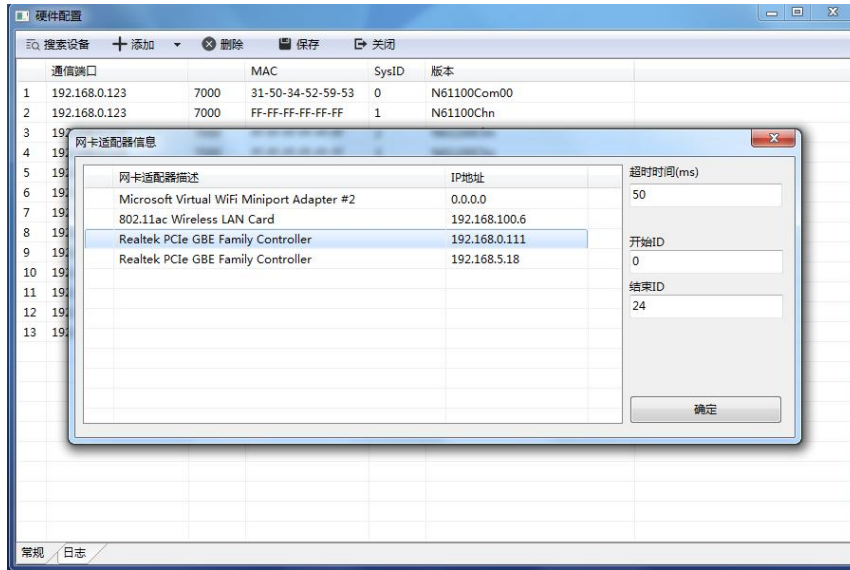 硬件配置
搜索设备 添加 删除 保存 关闭
通信端口 MAC SysID 版本
1 192.168.0.123 7000 31-50-34-52-59-53 0 N61100Com00
2 192.168.0.123 7000 FF-FF-FF-FF-FF-FF 1 N61100Chn
3
4
5
6
7
8
9
10
11
12
13
网卡适配器信息
网卡适配器描述 IP地址
Microsoft Virtual WiFi Miniport Adapter #2 0.0.0.0
802.11ac Wireless LAN Card 192.168.100.6
Realtek PCIe GBE Family Controller 192.168.0.111
Realtek PCIe GBE Family Controller 192.168.5.18
超时时间(ms)
50
开始ID
0
结束ID
24
确定
常规 日志